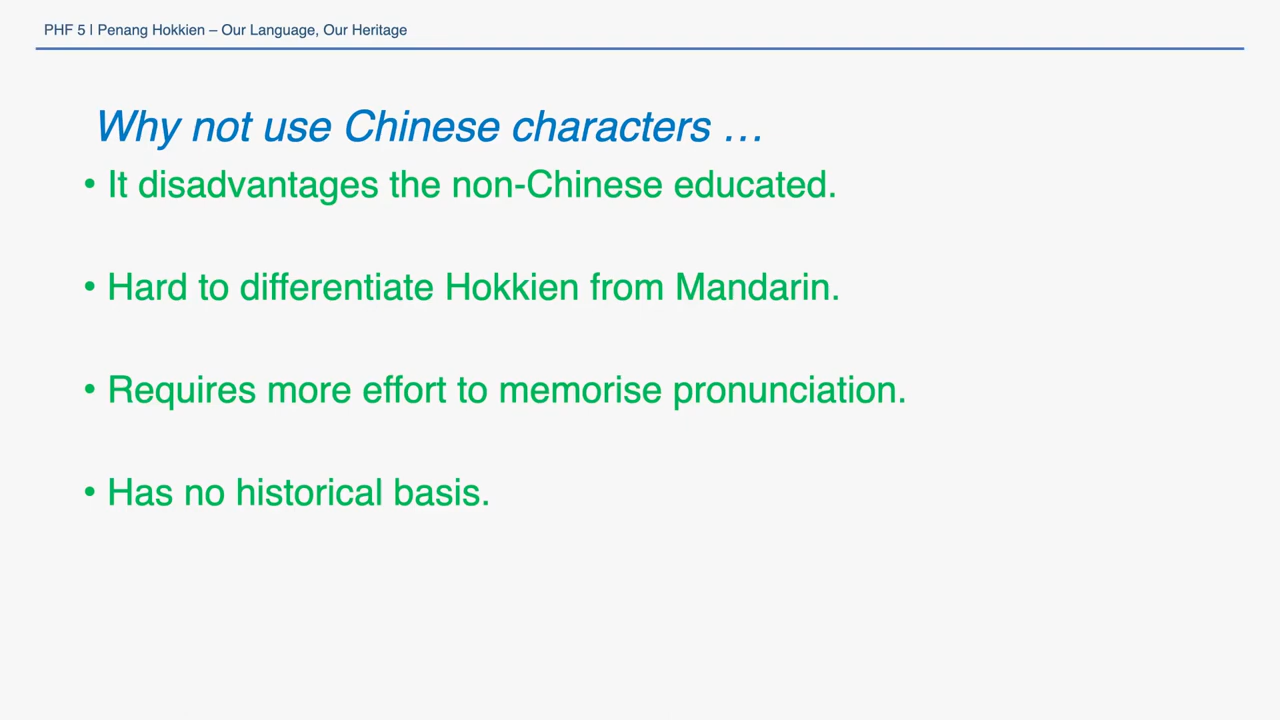 PHF 5 | Penang Hokkien – Our Language, Our Heritage
Why not use Chinese characters …
• It disadvantages the non-Chinese educated.
• Hard to differentiate Hokkien from Mandarin.
• Requires more effort to memorise pronunciation.
• Has no historical basis.